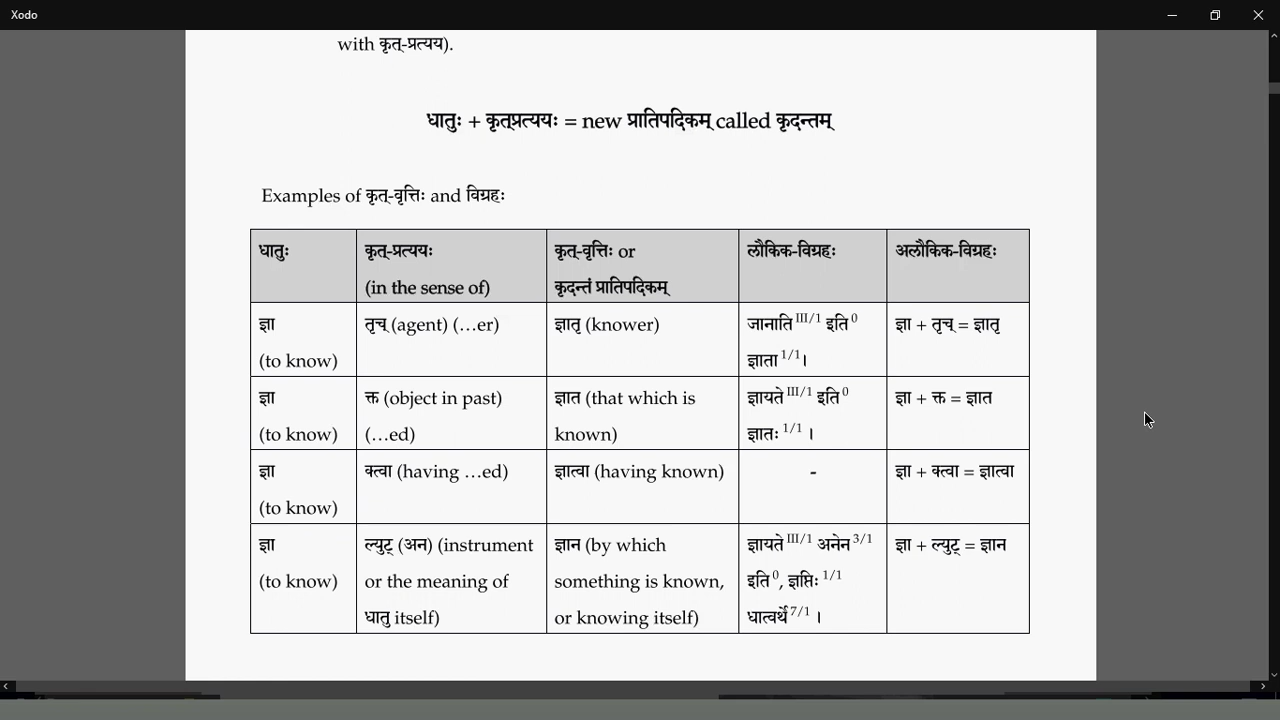 Xodo
with कृत्-प्रत्यय).
धातुः + कृत्प्रत्ययः = new प्रातिपदिकम् called कृदन्तम्
Examples of कृत्-वृत्तिः and विग्रहः
धातुः कृत्-प्रत्ययः कृत्-वृत्तिः or लौकिक-विग्रहः अलौकिक-विग्रहः
(in the sense of) कृदन्तं प्रातिपदिकम्
ज्ञा तृच् (agent) (...er) ज्ञातृ (knower) जानाति III/1 इति 0 ज्ञा + तृच् = ज्ञातृ
(to know) ज्ञाता 1/1।
ज्ञा क्त (object in past) ज्ञात (that which is ज्ञायते III/1 इति 0 ज्ञा + क्त = ज्ञात
(to know) (...ed) known) ज्ञातः 1/1 ।
ज्ञा क्त्वा (having ...ed) ज्ञात्वा (having known) - ज्ञा + क्त्वा = ज्ञात्वा
(to know)
ज्ञा ल्युट् (अन) (instrument ज्ञान (by which ज्ञायते III/1 अनेन 3/1 ज्ञा + ल्युट् = ज्ञान
(to know) or the meaning of something is known, इति 0, ज्ञप्तिः 1/1
धातु itself) or knowing itself) धात्वर्थे 7/1 ।